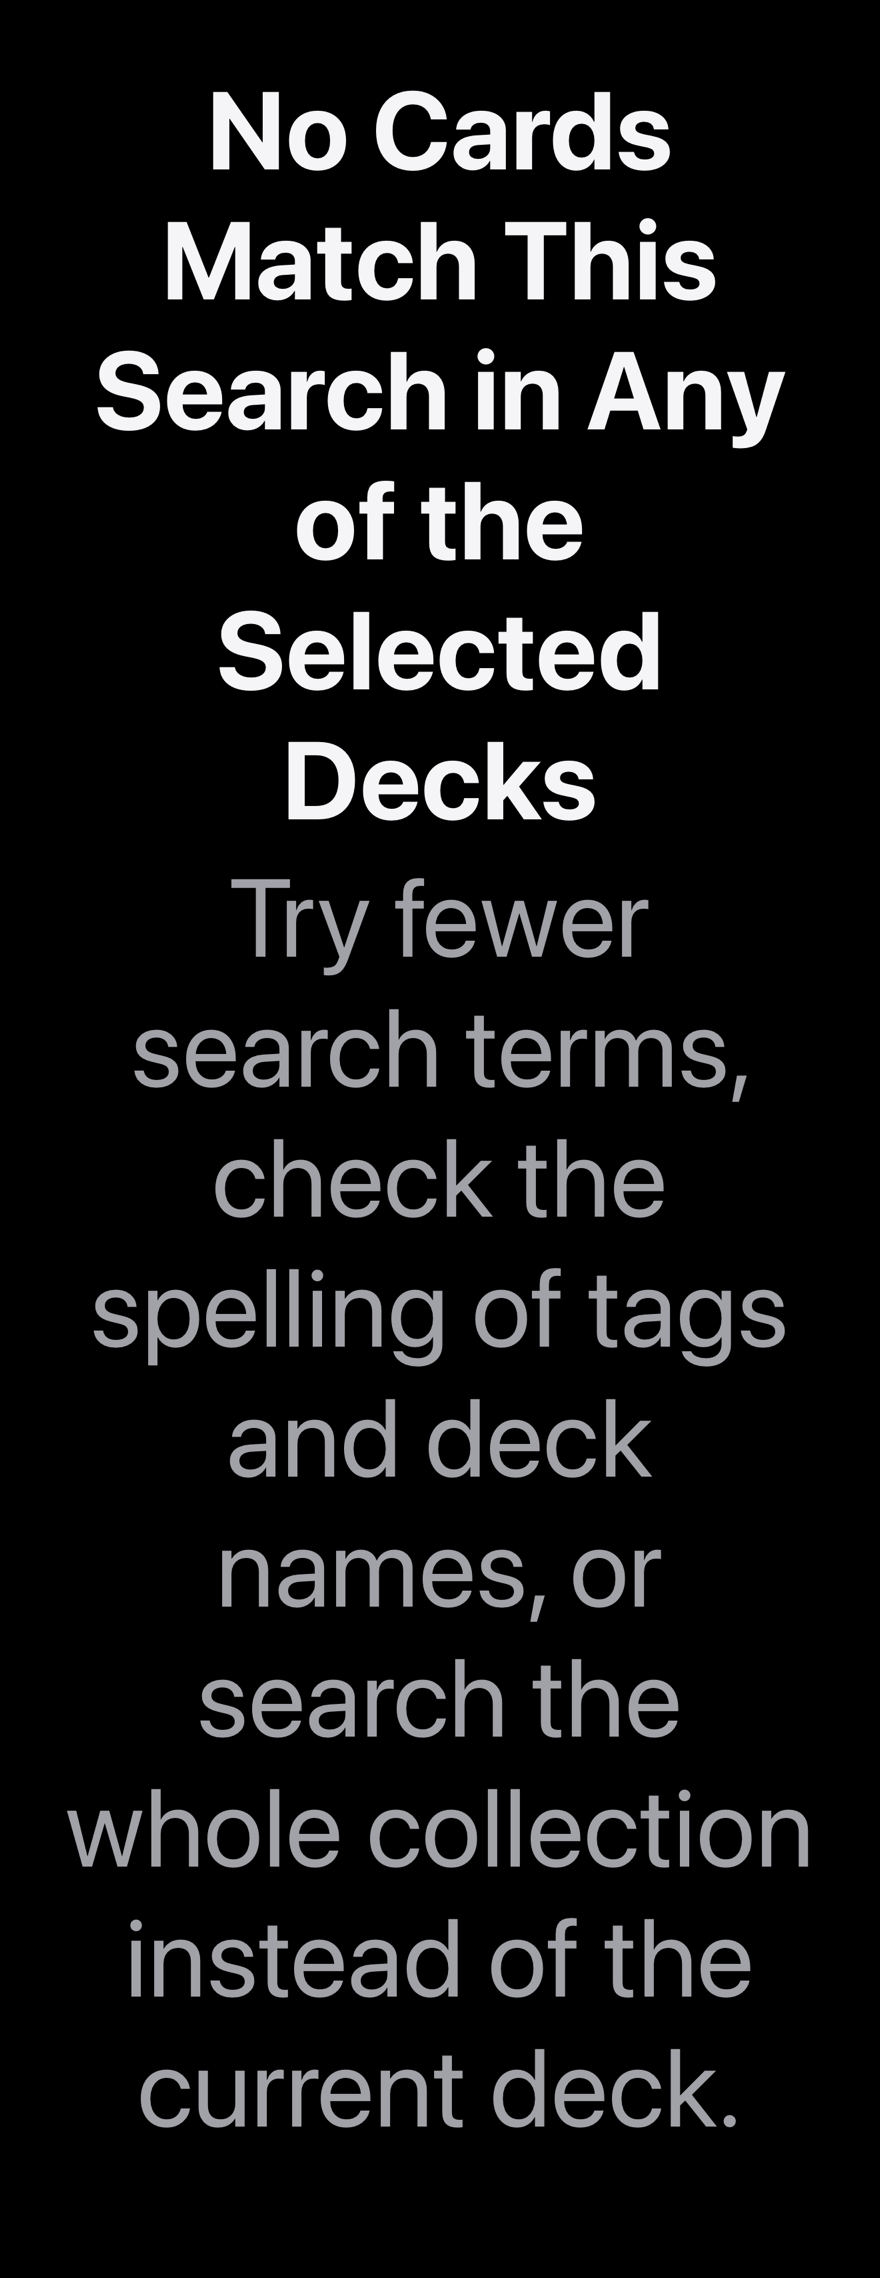 No Cards
Match This
Search in Any
of the
Selected
Decks
Try fewer
search terms,
check the
spelling of tags
and deck
names, or
search the
whole collection
instead of the
current deck.